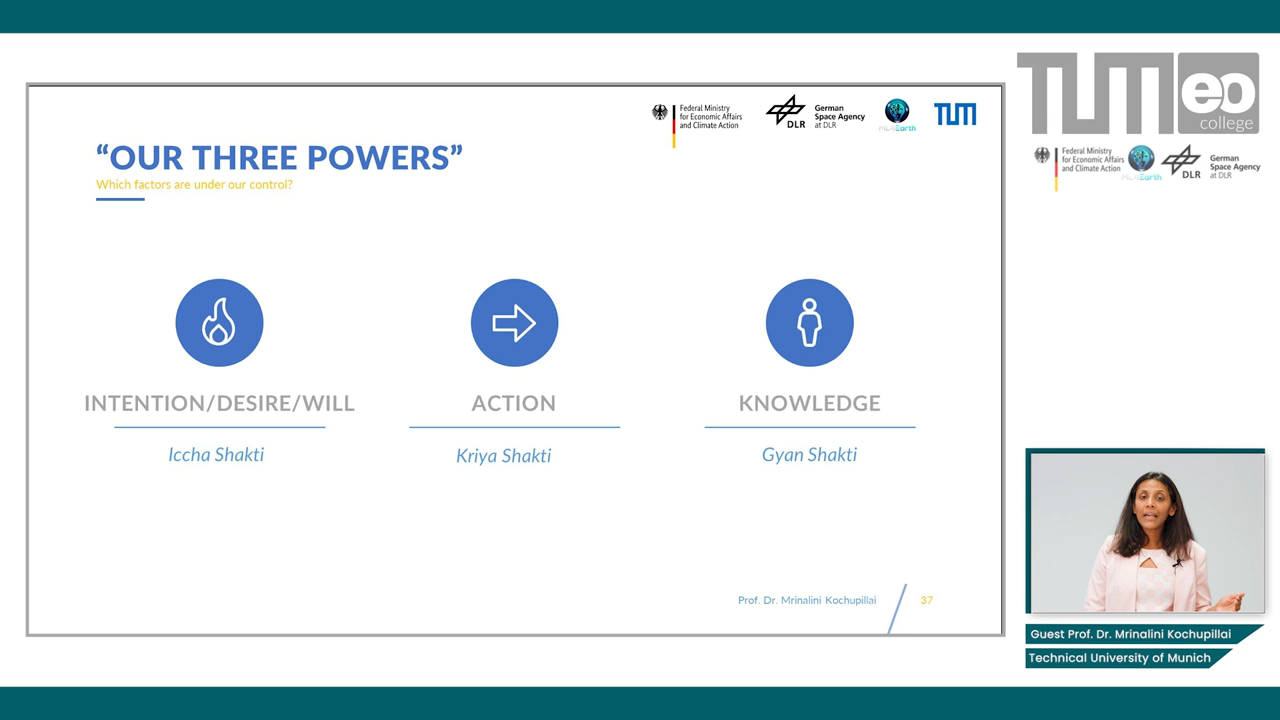 Federal Ministry
for Economic Affairs
and Climate Action
DLR
German
Space Agency
at DLR
ML4Earth
TUM
“OUR THREE POWERS”
Which factors are under our control?
INTENTION/DESIRE/WILL
Iccha Shakti
ACTION
Kriya Shakti
KNOWLEDGE
Gyan Shakti
Prof. Dr. Mrinalini Kochupillai
37
TUM
eo
college
Federal Ministry
for Economic Affairs
and Climate Action
ML4Earth
DLR
German
Space Agency
at DLR
Guest Prof. Dr. Mrinalini Kochupillai
Technical University of Munich